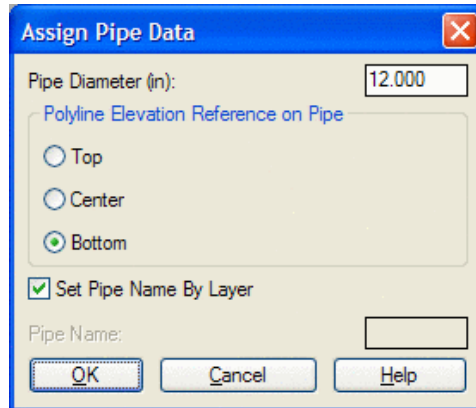 Assign Pipe Data
Pipe Diameter (in): 12.000
Polyline Elevation Reference on Pipe
Top
Center
Bottom
Set Pipe Name By Layer
Pipe Name:
OK Cancel Help